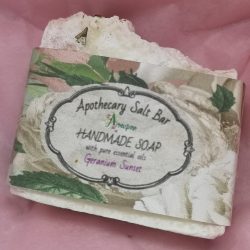 Apothecary Salt Bar
HANDMADE SOAP
with pure essential oils
Geranium Sunset